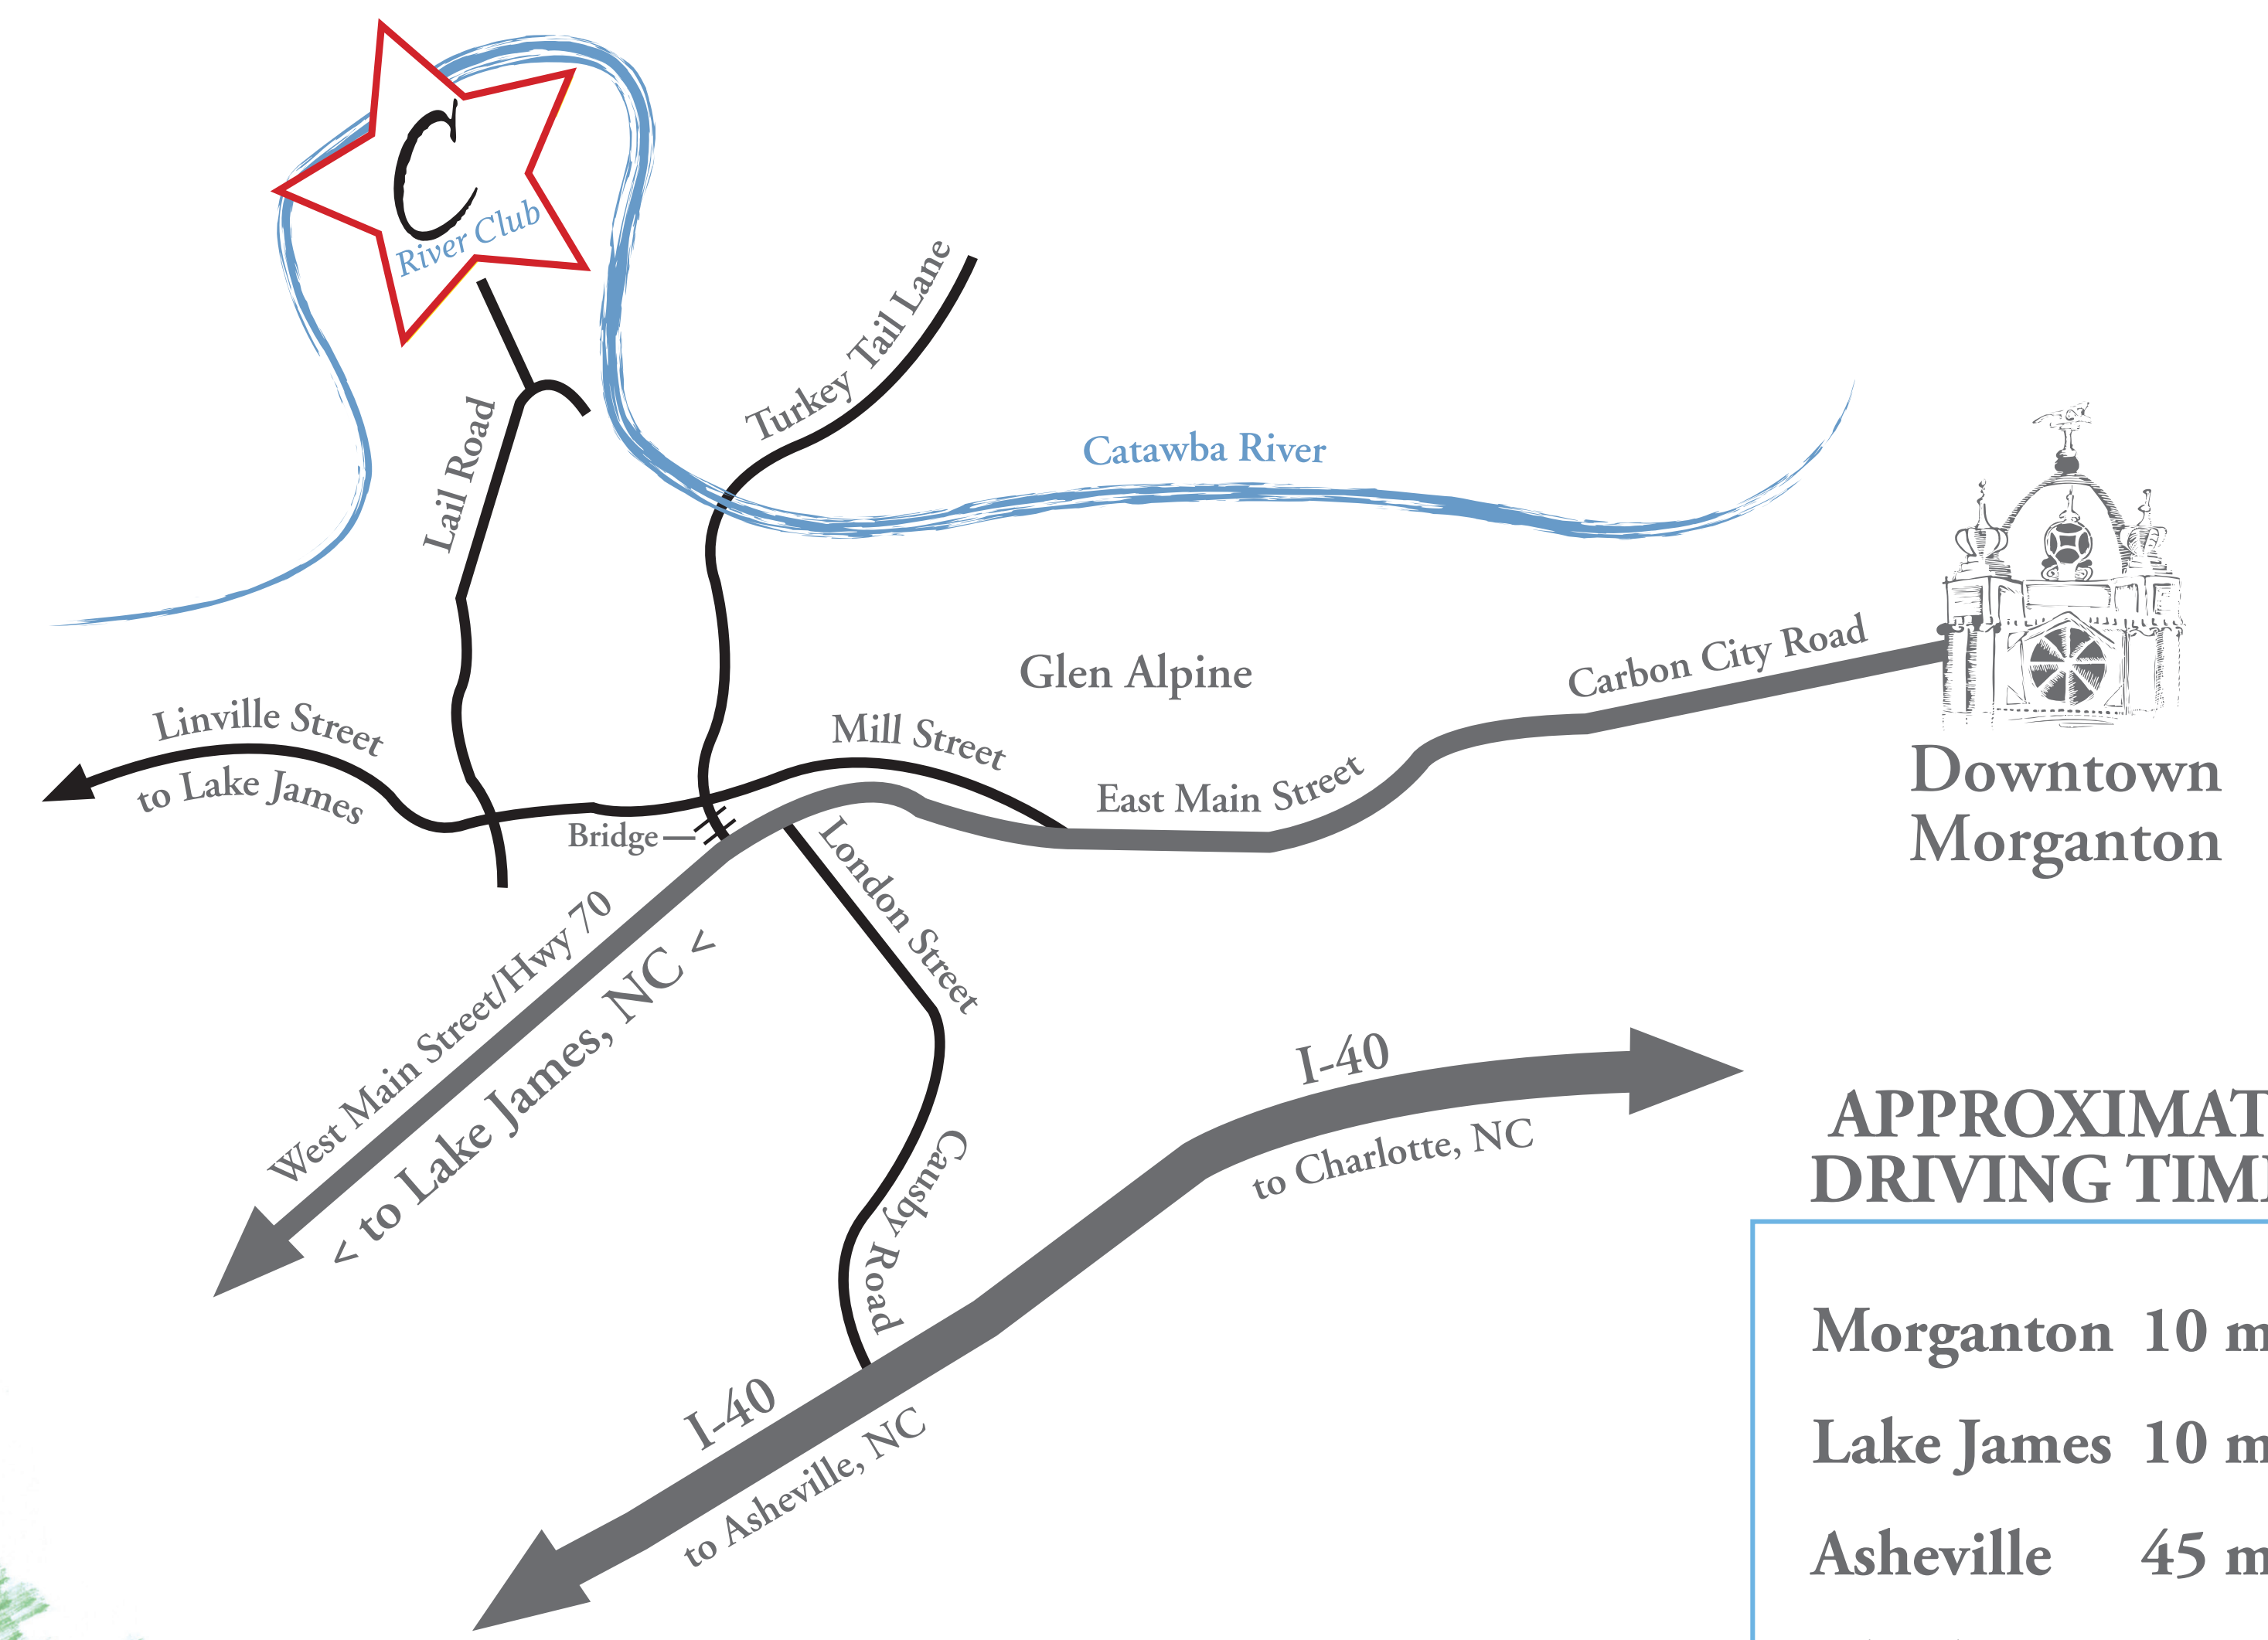 C
River Club
Turkey Tail Lane
Lail Road
Catawba River
Glen Alpine
Carbon City Road
Linville Street
to Lake James
Mill Street
East Main Street
Bridge
Downtown
Morganton
London Street
West Main Street/Hwy 70
< to Lake James, NC <
Causby Road
I-40
to Charlotte, NC
I-40
to Asheville, NC
APPROXIMAT
DRIVING TIM
Morganton 10 m
Lake James 10 m
Asheville 45 m